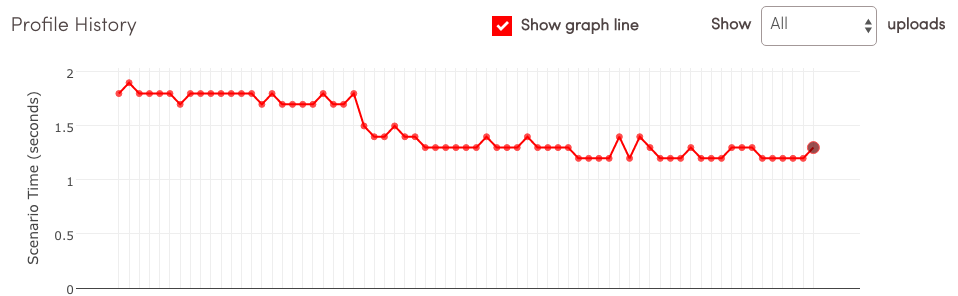 Profile History
Show graph line
Show All uploads
Scenario Time (seconds)
2
1.5
1
0.5
0